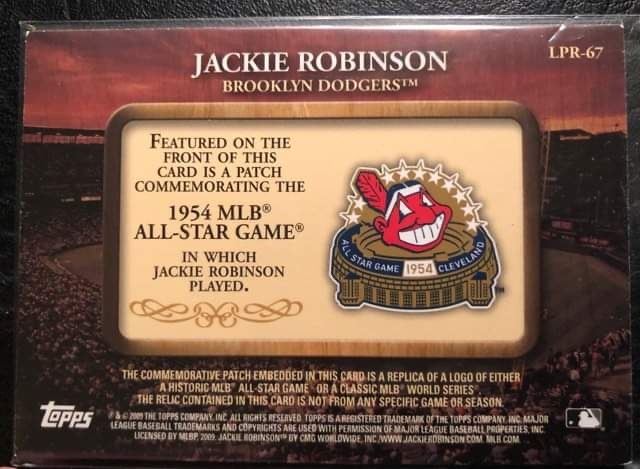 JACKIE ROBINSON
LPR-67
BROOKLYN DODGERS™
FEATURED ON THE
FRONT OF THIS
CARD IS A PATCH
COMMEMORATING THE
1954 MLB®
ALL-STAR GAME®
IN WHICH
JACKIE ROBINSON
PLAYED.
ALL STAR GAME 1954 CLEVELAND
THE COMMEMORATIVE PATCH EMBEDDED IN THIS CARD IS A REPLICA OF A LOGO OF EITHER
A HISTORIC MLB® ALL-STAR GAME® OR A CLASSIC MLB® WORLD SERIES®.
THE RELIC CONTAINED IN THIS CARD IS NOT FROM ANY SPECIFIC GAME OR SEASON.
Topps
® & © 2009 THE TOPPS COMPANY, INC. ALL RIGHTS RESERVED. TOPPS IS A REGISTERED TRADEMARK OF THE TOPPS COMPANY, INC. MAJOR
LEAGUE BASEBALL TRADEMARKS AND COPYRIGHTS ARE USED WITH PERMISSION OF MAJOR LEAGUE BASEBALL PROPERTIES, INC.
LICENSED BY MLBP, 2009. JACKIE ROBINSON™ BY CMG WORLDWIDE, INC./WWW.JACKIEROBINSON.COM. MLB.COM.